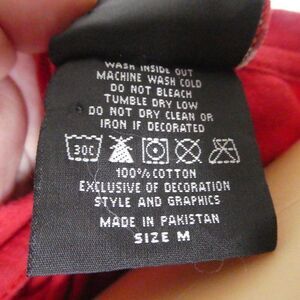 WASH INSIDE OUT
MACHINE WASH COLD
DO NOT BLEACH
TUMBLE DRY LOW
DO NOT DRY CLEAN OR
IRON IF DECORATED
30C
100% COTTON
EXCLUSIVE OF DECORATION
STYLE AND GRAPHICS
MADE IN PAKISTAN
SIZE M